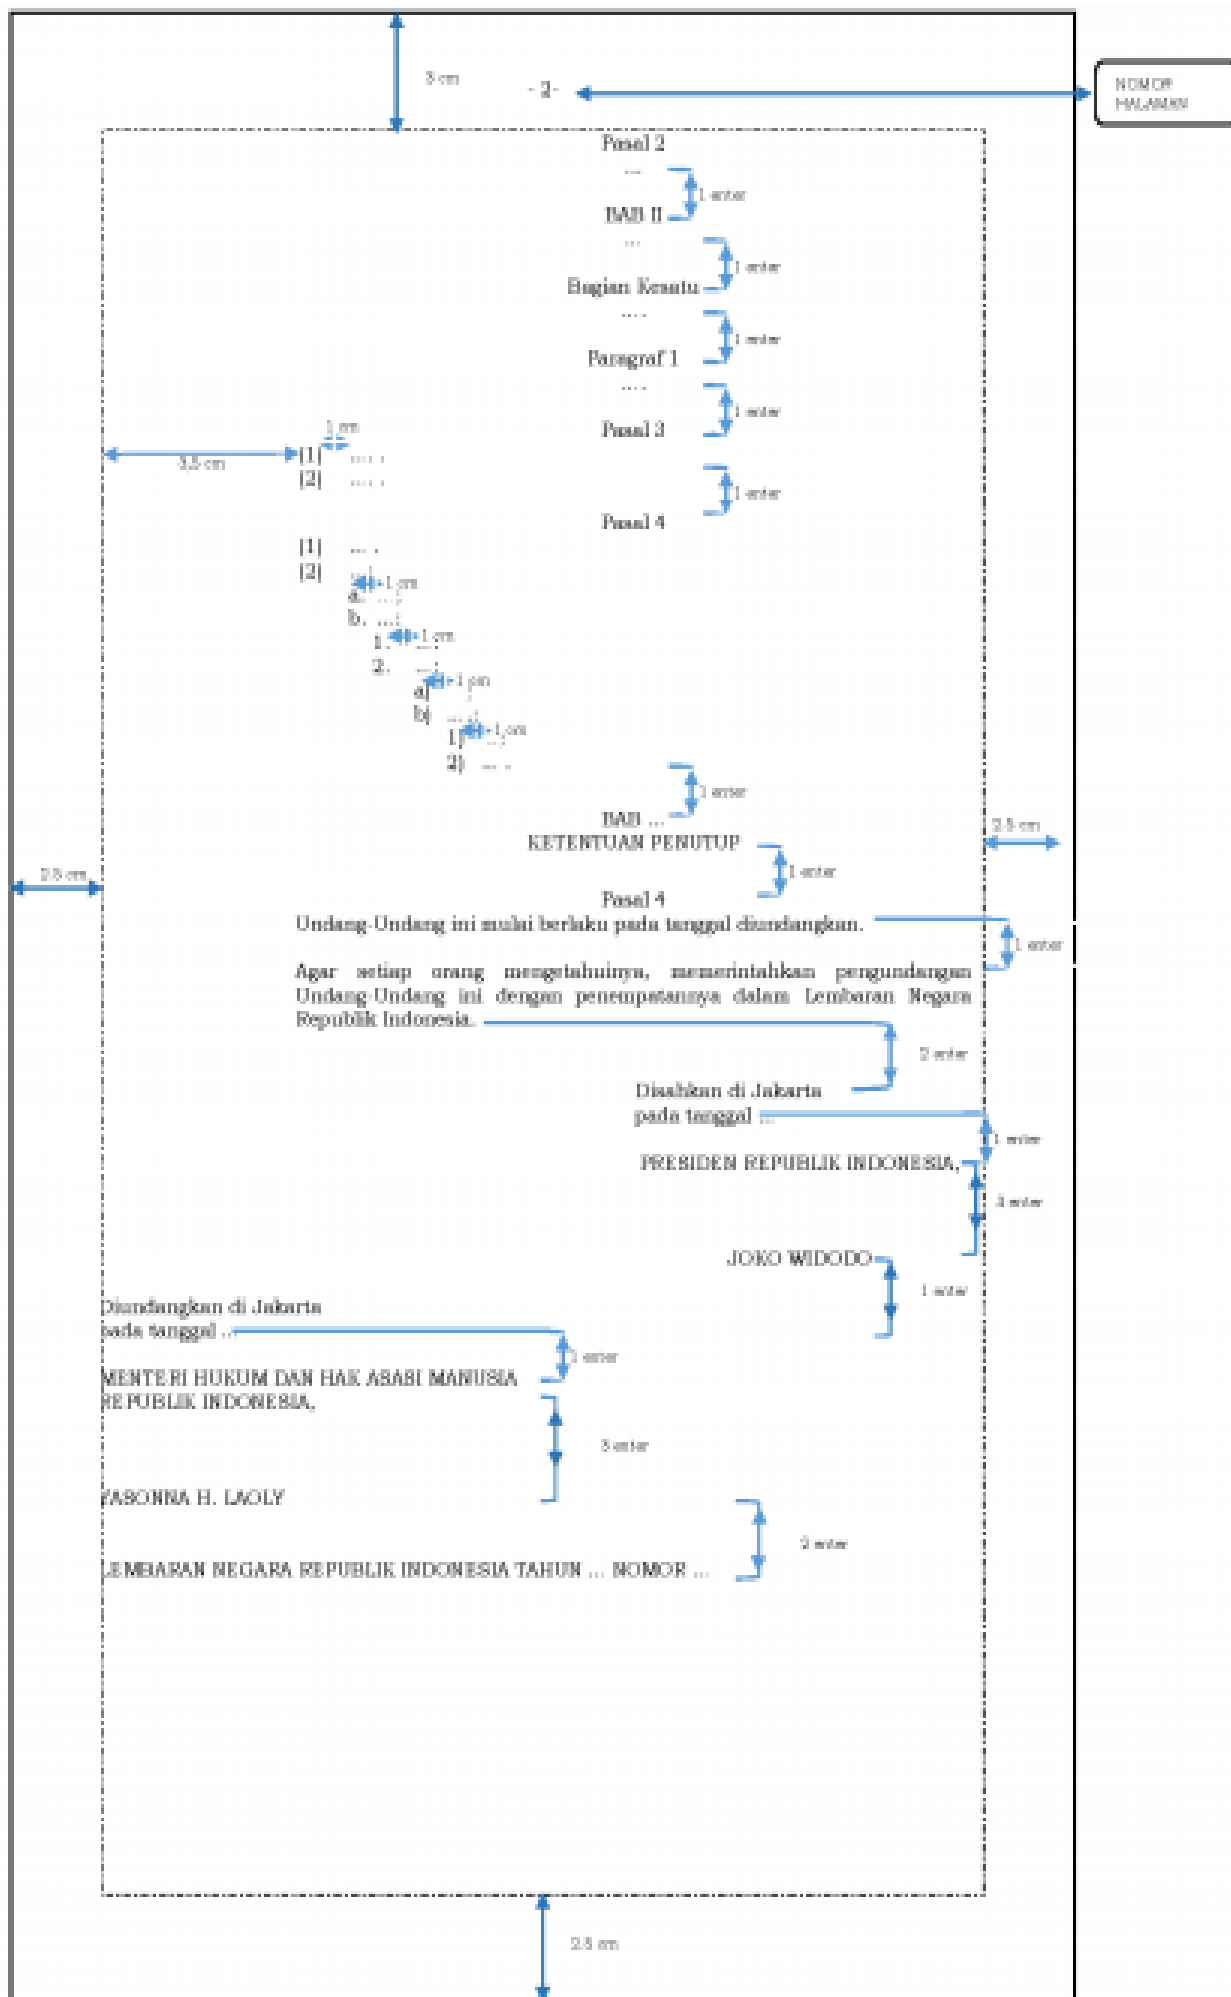 3 cm
- 2 -
NOMOR
HALAMAN
Pasal 2
...
1 enter
BAB II
...
1 enter
Bagian Kesatu
....
1 enter
Paragraf 1
....
1 enter
Pasal 3
1 cm
3,5 cm
(1) .....
(2) .....
1 enter
Pasal 4
(1) ....
(2) ....
1 cm
a. ...;
b. ...:
1 cm
1. ...;
2. ...:
1 cm
a) ...;
b) ...:
1 cm
1) ...;
2) ....
1 enter
BAB ...
KETENTUAN PENUTUP
2.5 cm
1 enter
2.5 cm
Pasal 4
Undang-Undang ini mulai berlaku pada tanggal diundangkan.
1 enter
Agar setiap orang mengetahuinya, memerintahkan pengundangan
Undang-Undang ini dengan penempatannya dalam Lembaran Negara
Republik Indonesia.
2 enter
Disahkan di Jakarta
pada tanggal ...
1 enter
PRESIDEN REPUBLIK INDONESIA,
3 enter
JOKO WIDODO
1 enter
Diundangkan di Jakarta
pada tanggal ...
1 enter
MENTERI HUKUM DAN HAK ASASI MANUSIA
REPUBLIK INDONESIA,
3 enter
YASONNA H. LAOLY
2 enter
LEMBARAN NEGARA REPUBLIK INDONESIA TAHUN ... NOMOR ...
2.5 cm